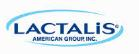 LACTALIS
AMERICAN GROUP, INC.